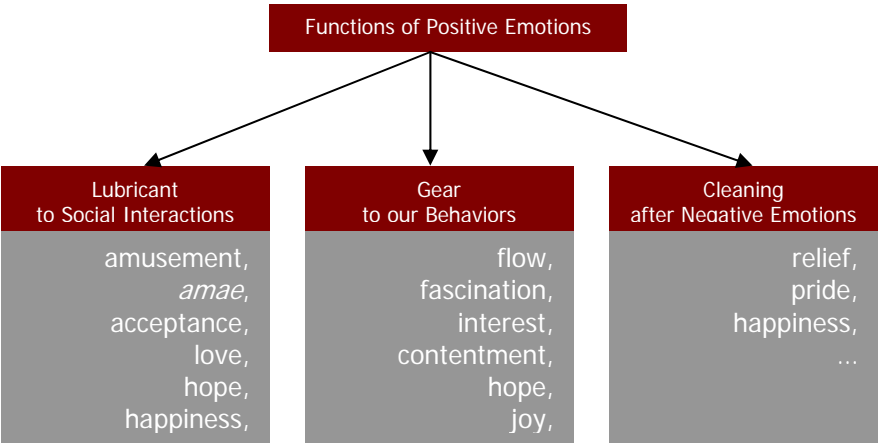 Functions of Positive Emotions
Lubricant
to Social Interactions
amusement,
amae,
acceptance,
love,
hope,
happiness,
Gear
to our Behaviors
flow,
fascination,
interest,
contentment,
hope,
joy,
Cleaning
after Negative Emotions
relief,
pride,
happiness,
...